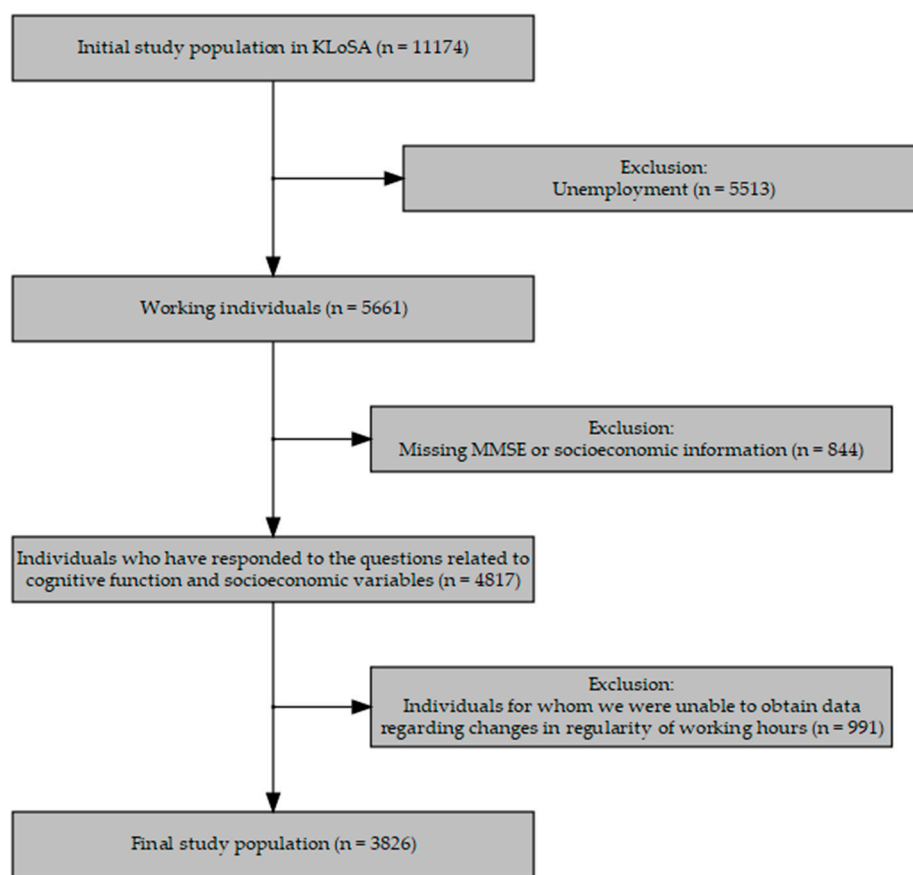 Initial study population in KLoSA (n = 11174)
Exclusion:
Unemployment (n = 5513)
Working individuals (n = 5661)
Exclusion:
Missing MMSE or socioeconomic information (n = 844)
Individuals who have responded to the questions related to
cognitive function and socioeconomic variables (n = 4817)
Exclusion:
Individuals for whom we were unable to obtain data
regarding changes in regularity of working hours (n = 991)
Final study population (n = 3826)